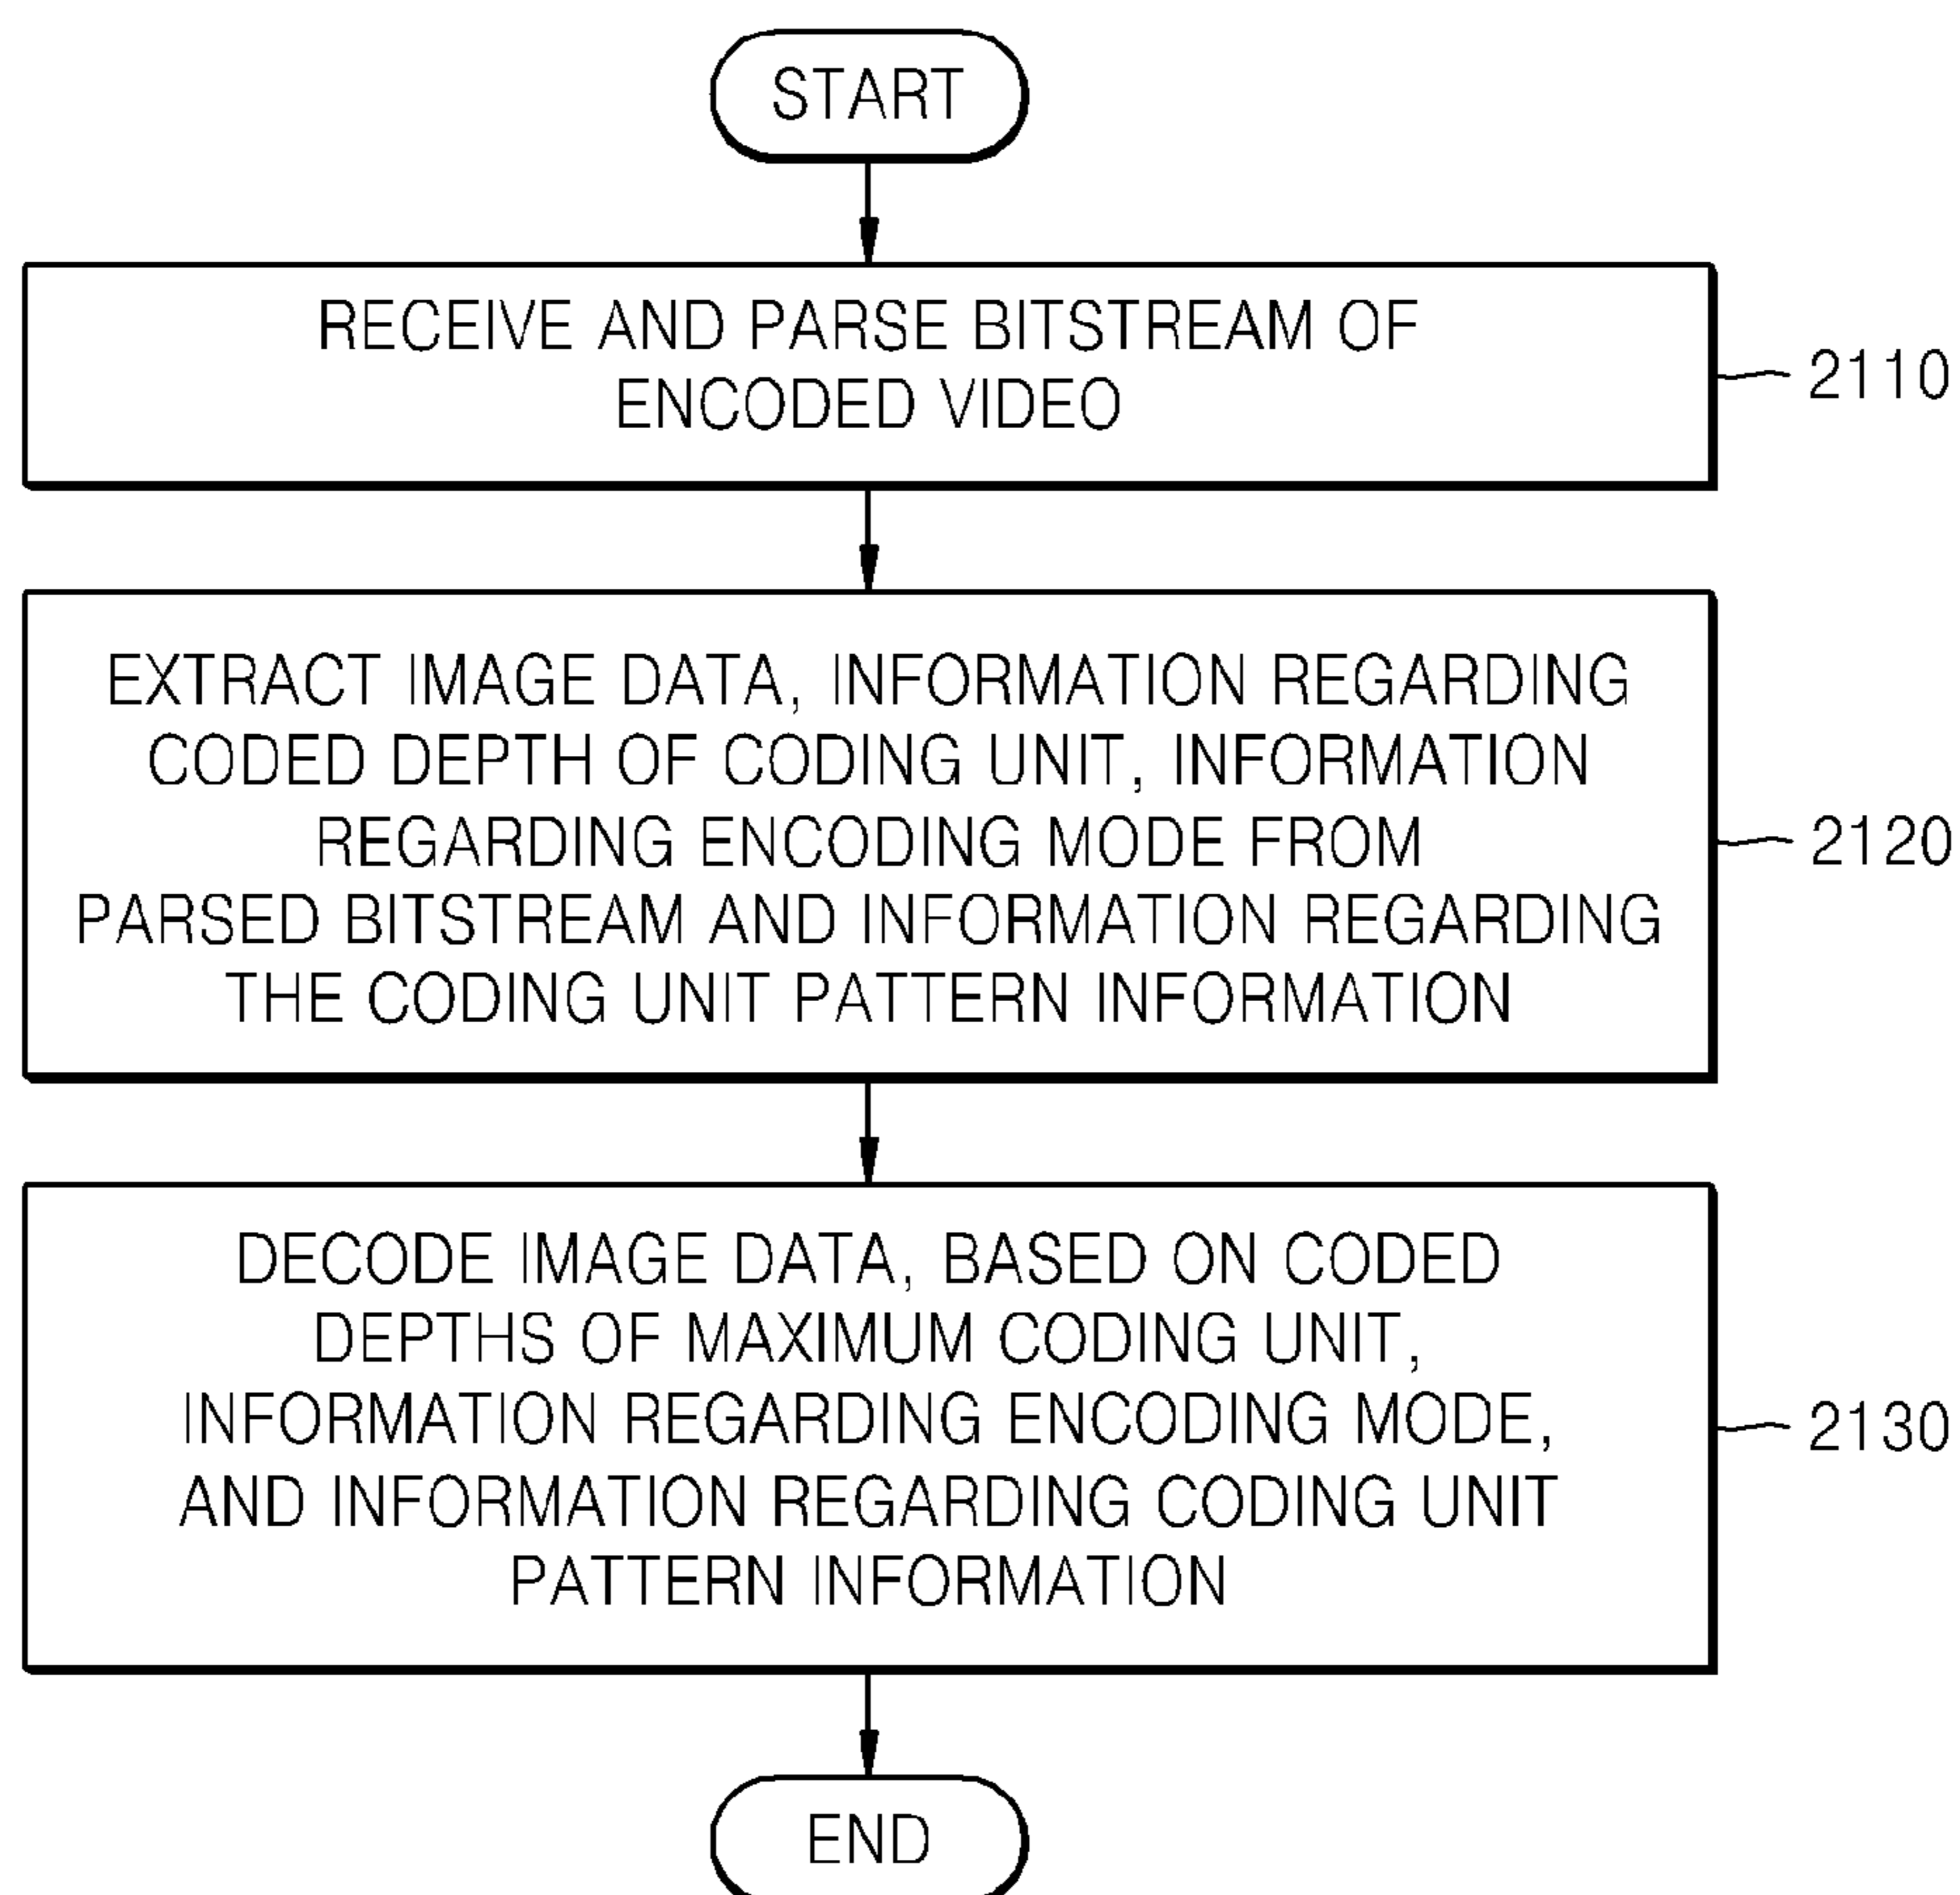 START
RECEIVE AND PARSE BITSTREAM OF
ENCODED VIDEO
2110
EXTRACT IMAGE DATA, INFORMATION REGARDING
CODED DEPTH OF CODING UNIT, INFORMATION
REGARDING ENCODING MODE FROM
PARSED BITSTREAM AND INFORMATION REGARDING
THE CODING UNIT PATTERN INFORMATION
2120
DECODE IMAGE DATA, BASED ON CODED
DEPTHS OF MAXIMUM CODING UNIT,
INFORMATION REGARDING ENCODING MODE,
AND INFORMATION REGARDING CODING UNIT
PATTERN INFORMATION
2130
END